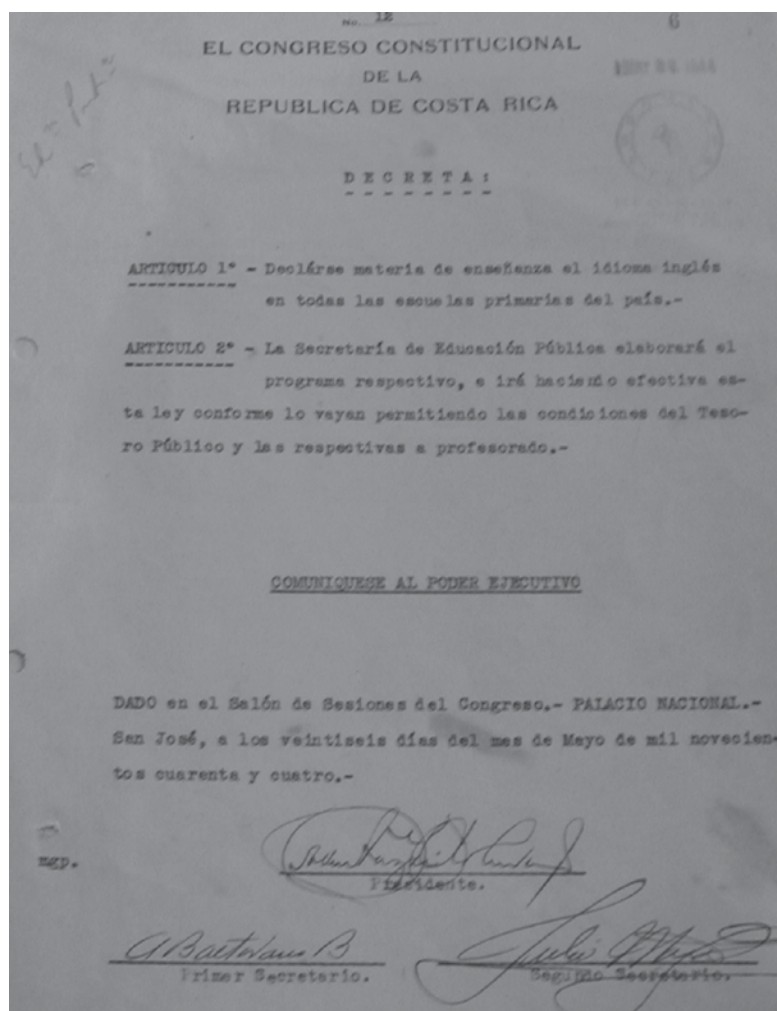 No. 12
6
EL CONGRESO CONSTITUCIONAL
DE LA
REPUBLICA DE COSTA RICA
DECRETA:
ARTICULO 1° - Declárse materia de enseñanza el idioma inglés
en todas las escuelas primarias del país.-
ARTICULO 2° - La Secretaría de Educación Pública elaborará el
programa respectivo, e irá haciendo efectiva es-
ta ley conforme lo vayan permitiendo las condiciones del Teso-
ro Público y las respectivas a profesorado.-
COMUNIQUESE AL PODER EJECUTIVO
DADO en el Salón de Sesiones del Congreso.- PALACIO NACIONAL.-
San José, a los veintiseis días del mes de Mayo de mil novecien-
tos cuarenta y cuatro.-
mgp.
Presidente.
Primer Secretario.
Segundo Secretario.